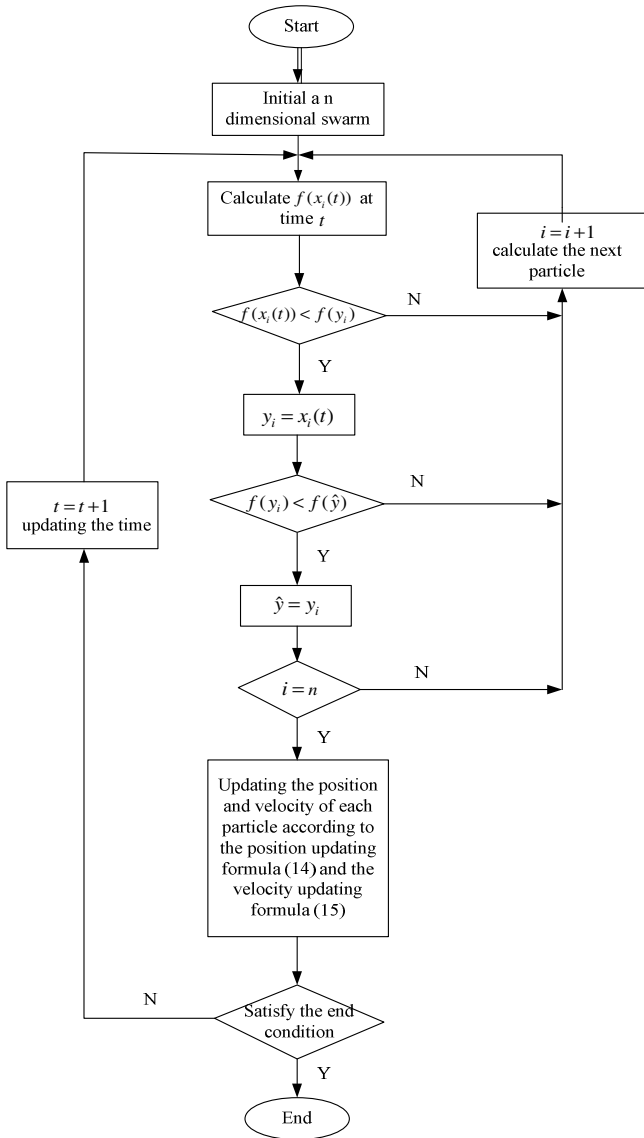 Start
Initial a n
dimensional swarm
Calculate f(x_i(t)) at
time t
i = i+1
calculate the next
particle
f(x_i(t)) < f(y_i)
N
Y
y_i = x_i(t)
f(y_i) < f(ŷ)
N
t = t+1
updating the time
Y
ŷ = y_i
i = n
N
Y
Updating the position
and velocity of each
particle according to
the position updating
formula (14) and the
velocity updating
formula (15)
N
Satisfy the end
condition
Y
End